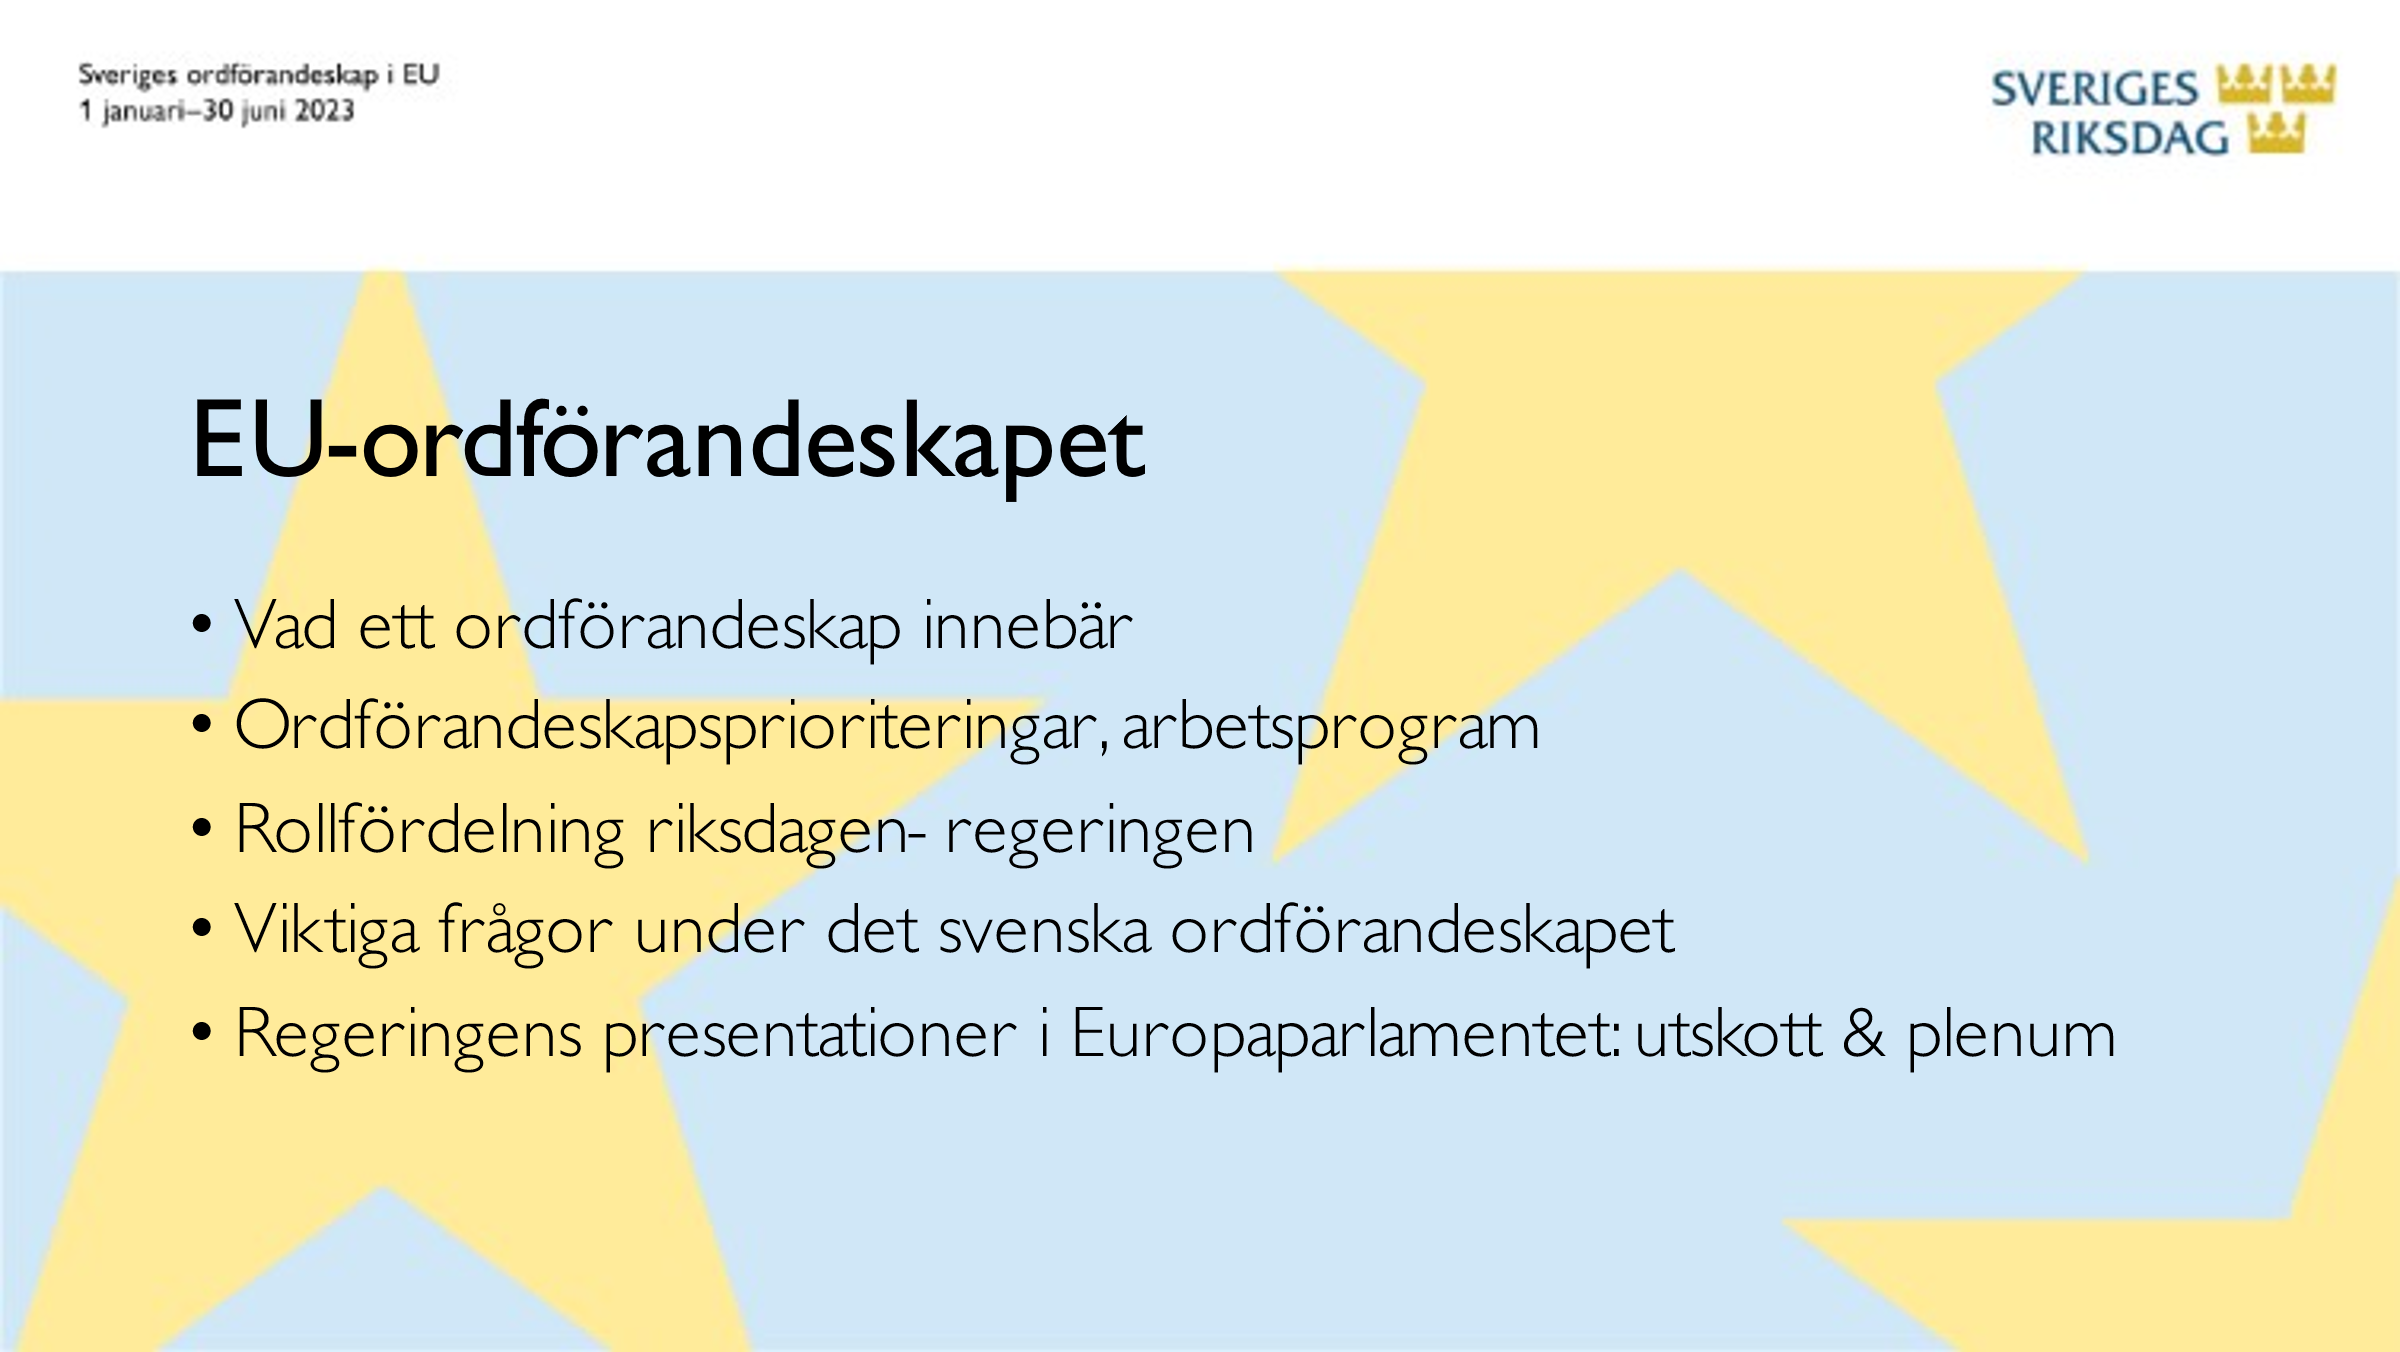 Sveriges ordförandeskap i EU
1 januari–30 juni 2023
SVERIGES
RIKSDAG
EU-ordförandeskapet
• Vad ett ordförandeskap innebär
• Ordförandeskapsprioriteringar, arbetsprogram
• Rollfördelning riksdagen- regeringen
• Viktiga frågor under det svenska ordförandeskapet
• Regeringens presentationer i Europaparlamentet: utskott & plenum